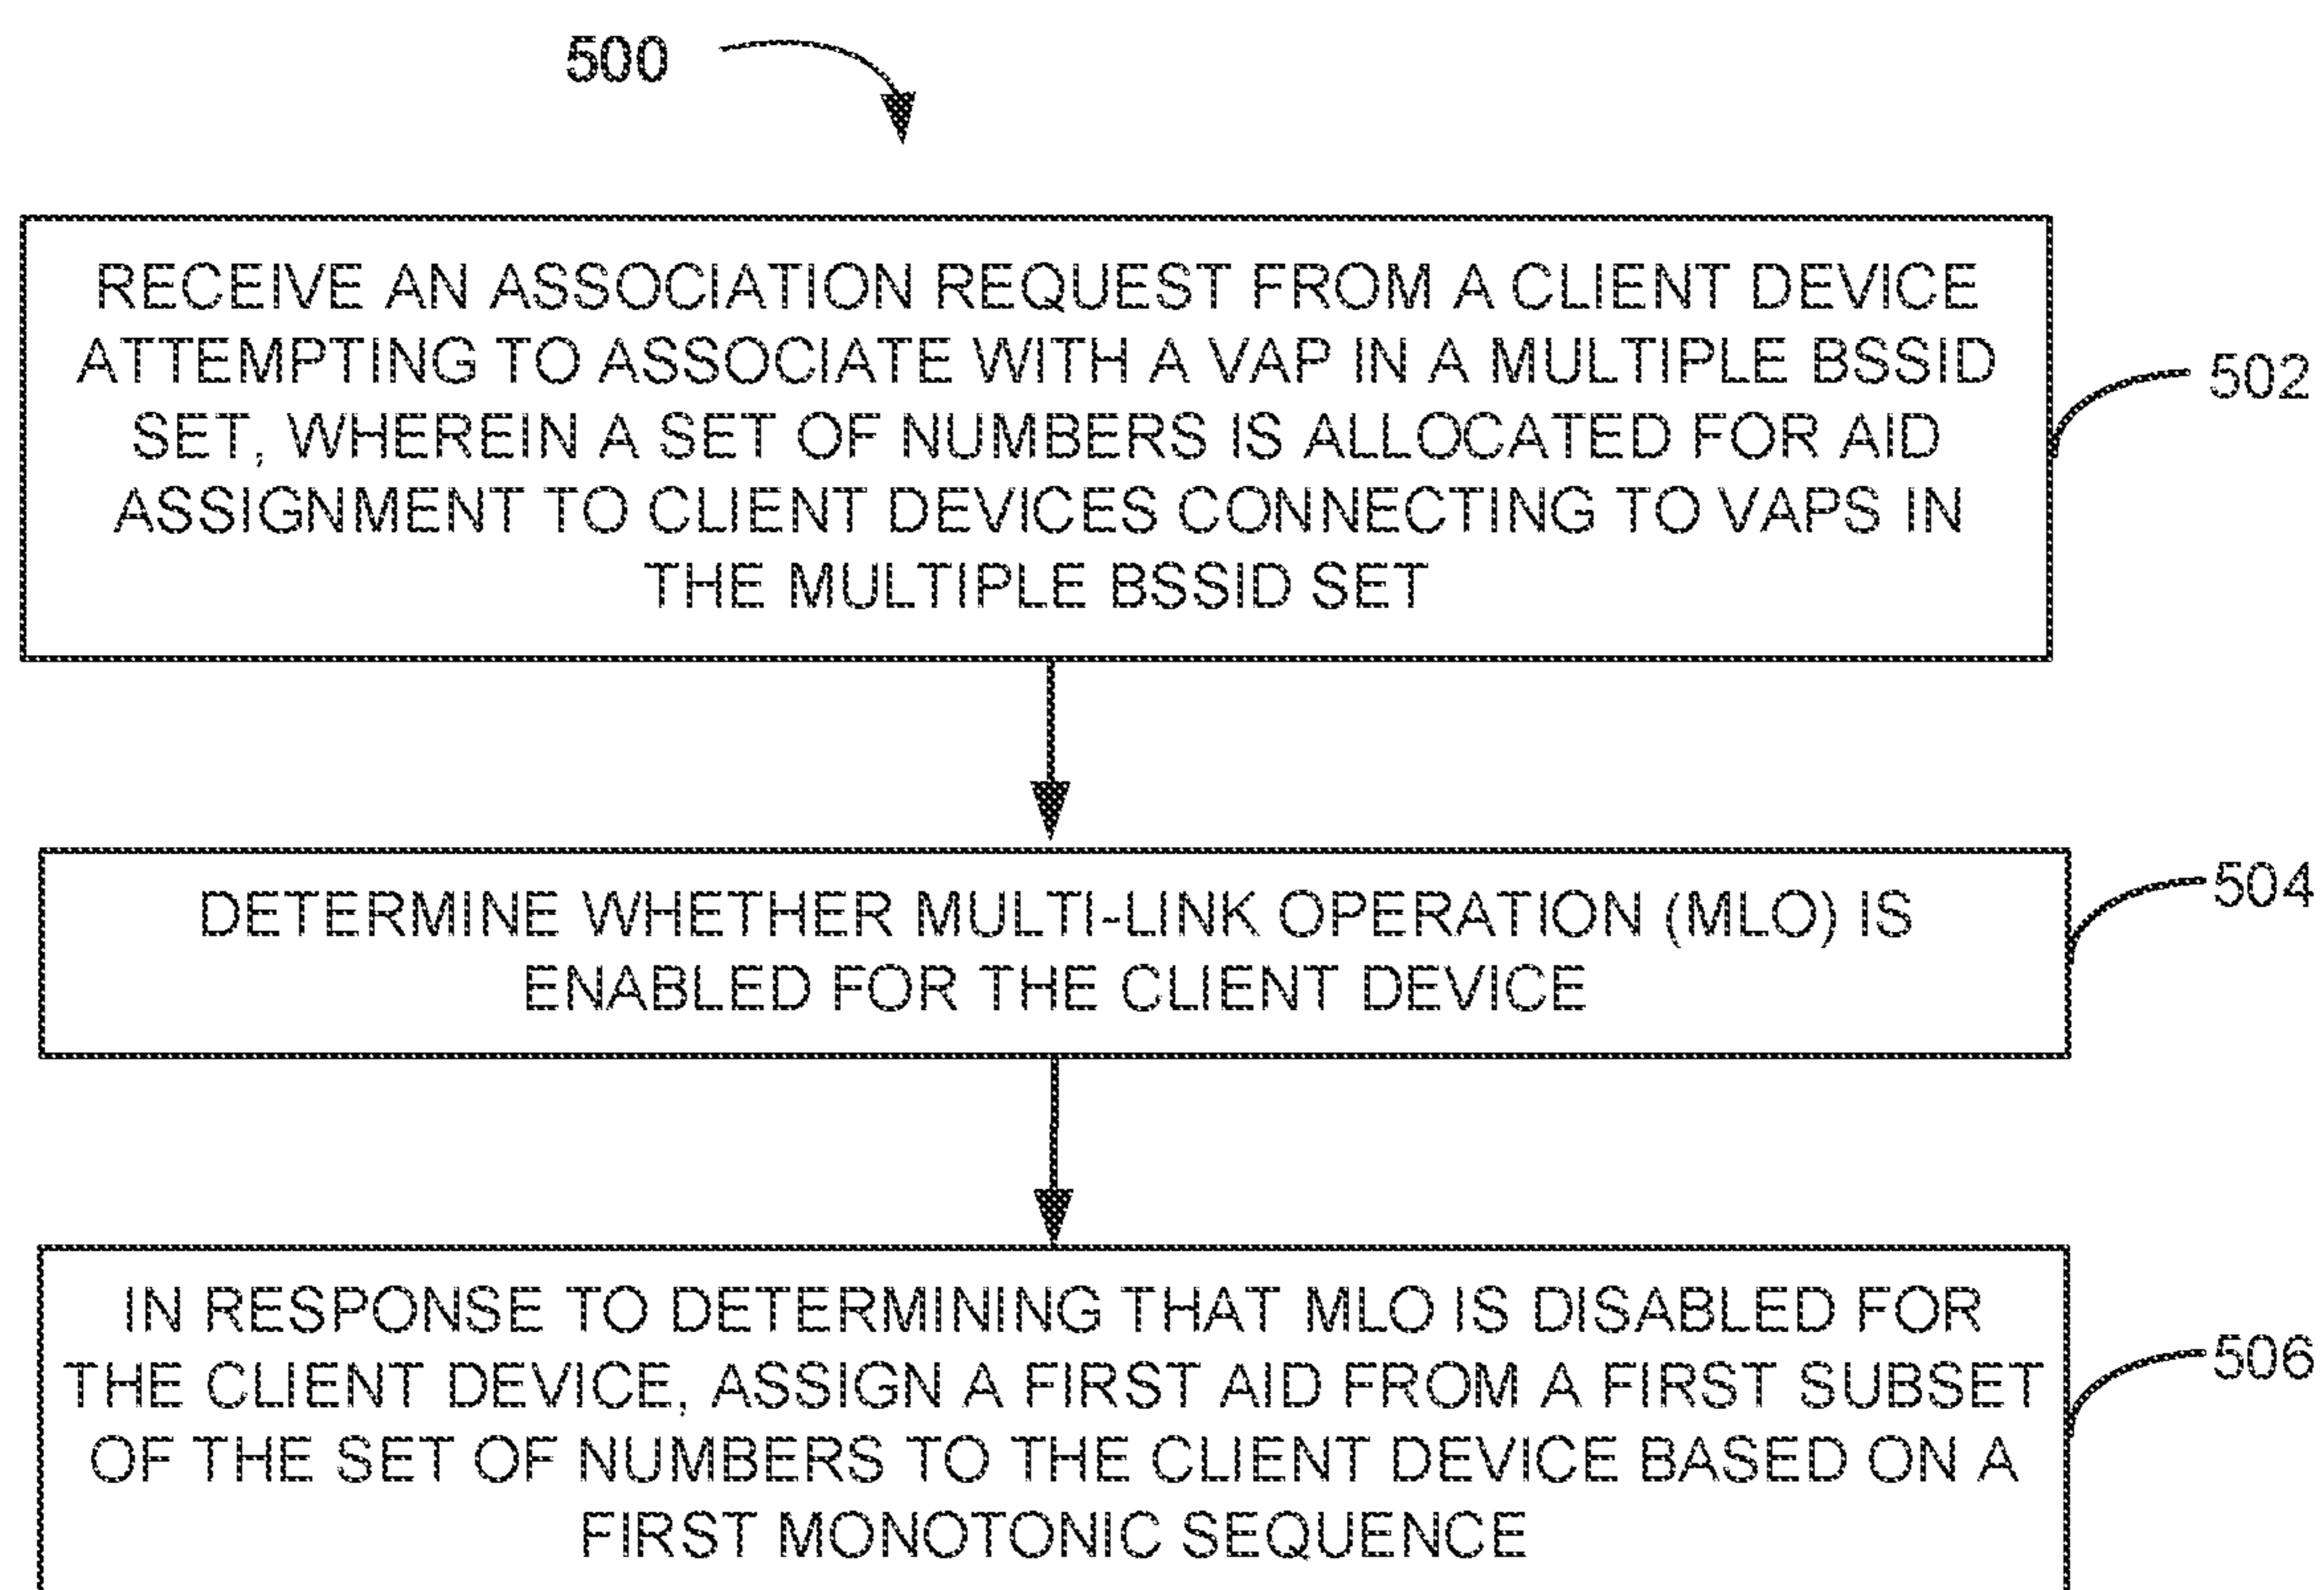 500
RECEIVE AN ASSOCIATION REQUEST FROM A CLIENT DEVICE
ATTEMPTING TO ASSOCIATE WITH A VAP IN A MULTIPLE BSSID
SET, WHEREIN A SET OF NUMBERS IS ALLOCATED FOR AID
ASSIGNMENT TO CLIENT DEVICES CONNECTING TO VAPS IN
THE MULTIPLE BSSID SET
502
DETERMINE WHETHER MULTI-LINK OPERATION (MLO) IS
ENABLED FOR THE CLIENT DEVICE
504
IN RESPONSE TO DETERMINING THAT MLO IS DISABLED FOR
THE CLIENT DEVICE, ASSIGN A FIRST AID FROM A FIRST SUBSET
OF THE SET OF NUMBERS TO THE CLIENT DEVICE BASED ON A
FIRST MONOTONIC SEQUENCE
506